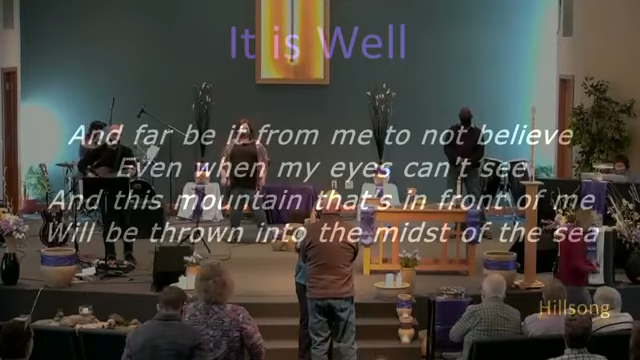 It is Well
And far be it from me to not believe
Even when my eyes can't see
And this mountain that's in front of me
Will be thrown into the midst of the sea
Hillsong